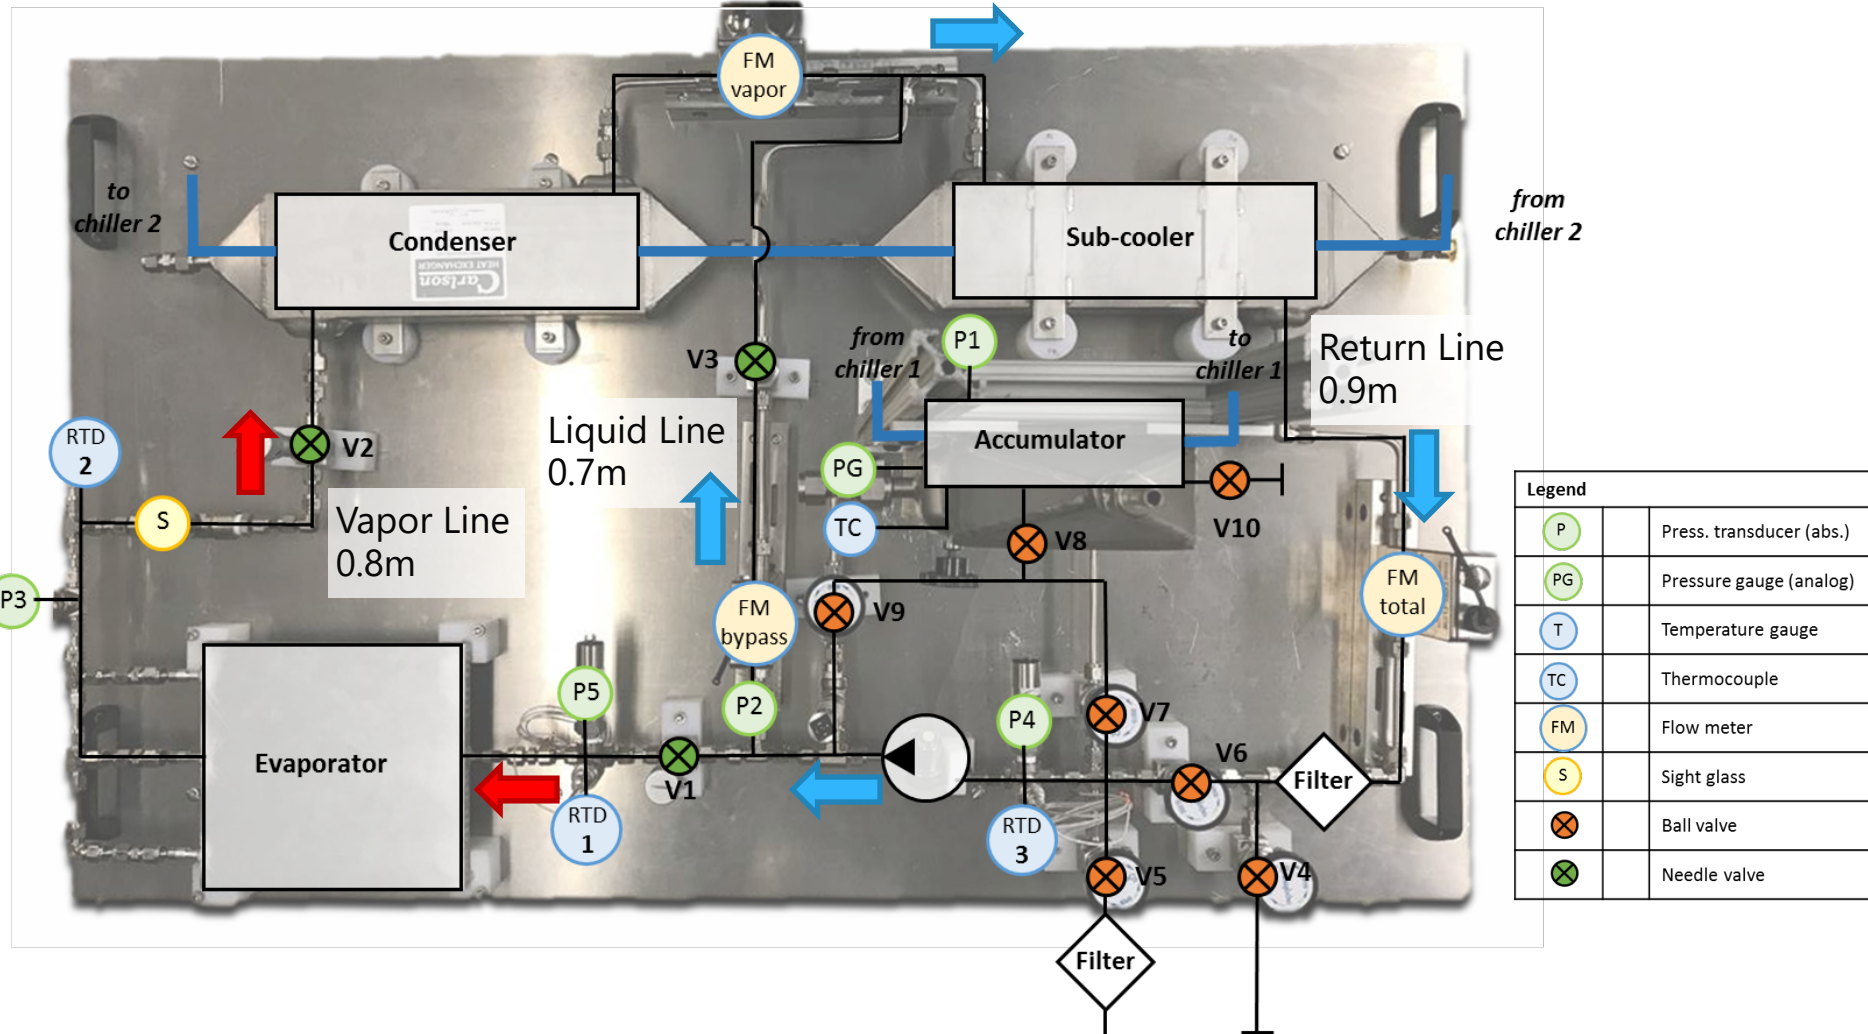 FM
vapor
to
chiller 2
Condenser
Carlson
HEAT EXCHANGER
Sub-cooler
from
chiller 2
V3
from
chiller 1
P1
to
chiller 1
Return Line
0.9m
RTD
2
V2
Liquid Line
0.7m
Accumulator
PG
TC
V8
V10
S
Vapor Line
0.8m
P3
FM
bypass
V9
FM
total
P5
P2
P4
V7
Evaporator
V1
V6
Filter
RTD
1
RTD
3
V5
V4
Filter
Legend
P
Press. transducer (abs.)
PG
Pressure gauge (analog)
T
Temperature gauge
TC
Thermocouple
FM
Flow meter
S
Sight glass
Ball valve
Needle valve